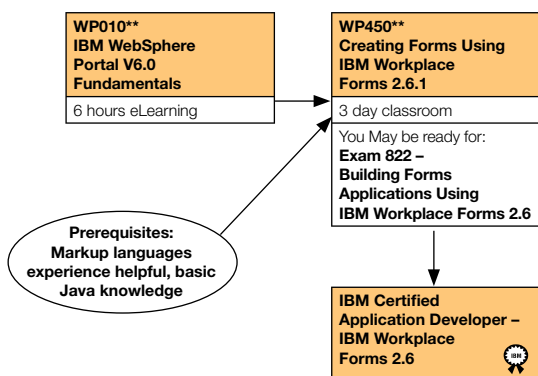 WP010**
IBM WebSphere
Portal V6.0
Fundamentals
6 hours eLearning
WP450**
Creating Forms Using
IBM Workplace
Forms 2.6.1
3 day classroom
You May be ready for:
Exam 822 –
Building Forms
Applications Using
IBM Workplace Forms 2.6
Prerequisites:
Markup languages
experience helpful, basic
Java knowledge
IBM Certified
Application Developer –
IBM Workplace
Forms 2.6
IBM